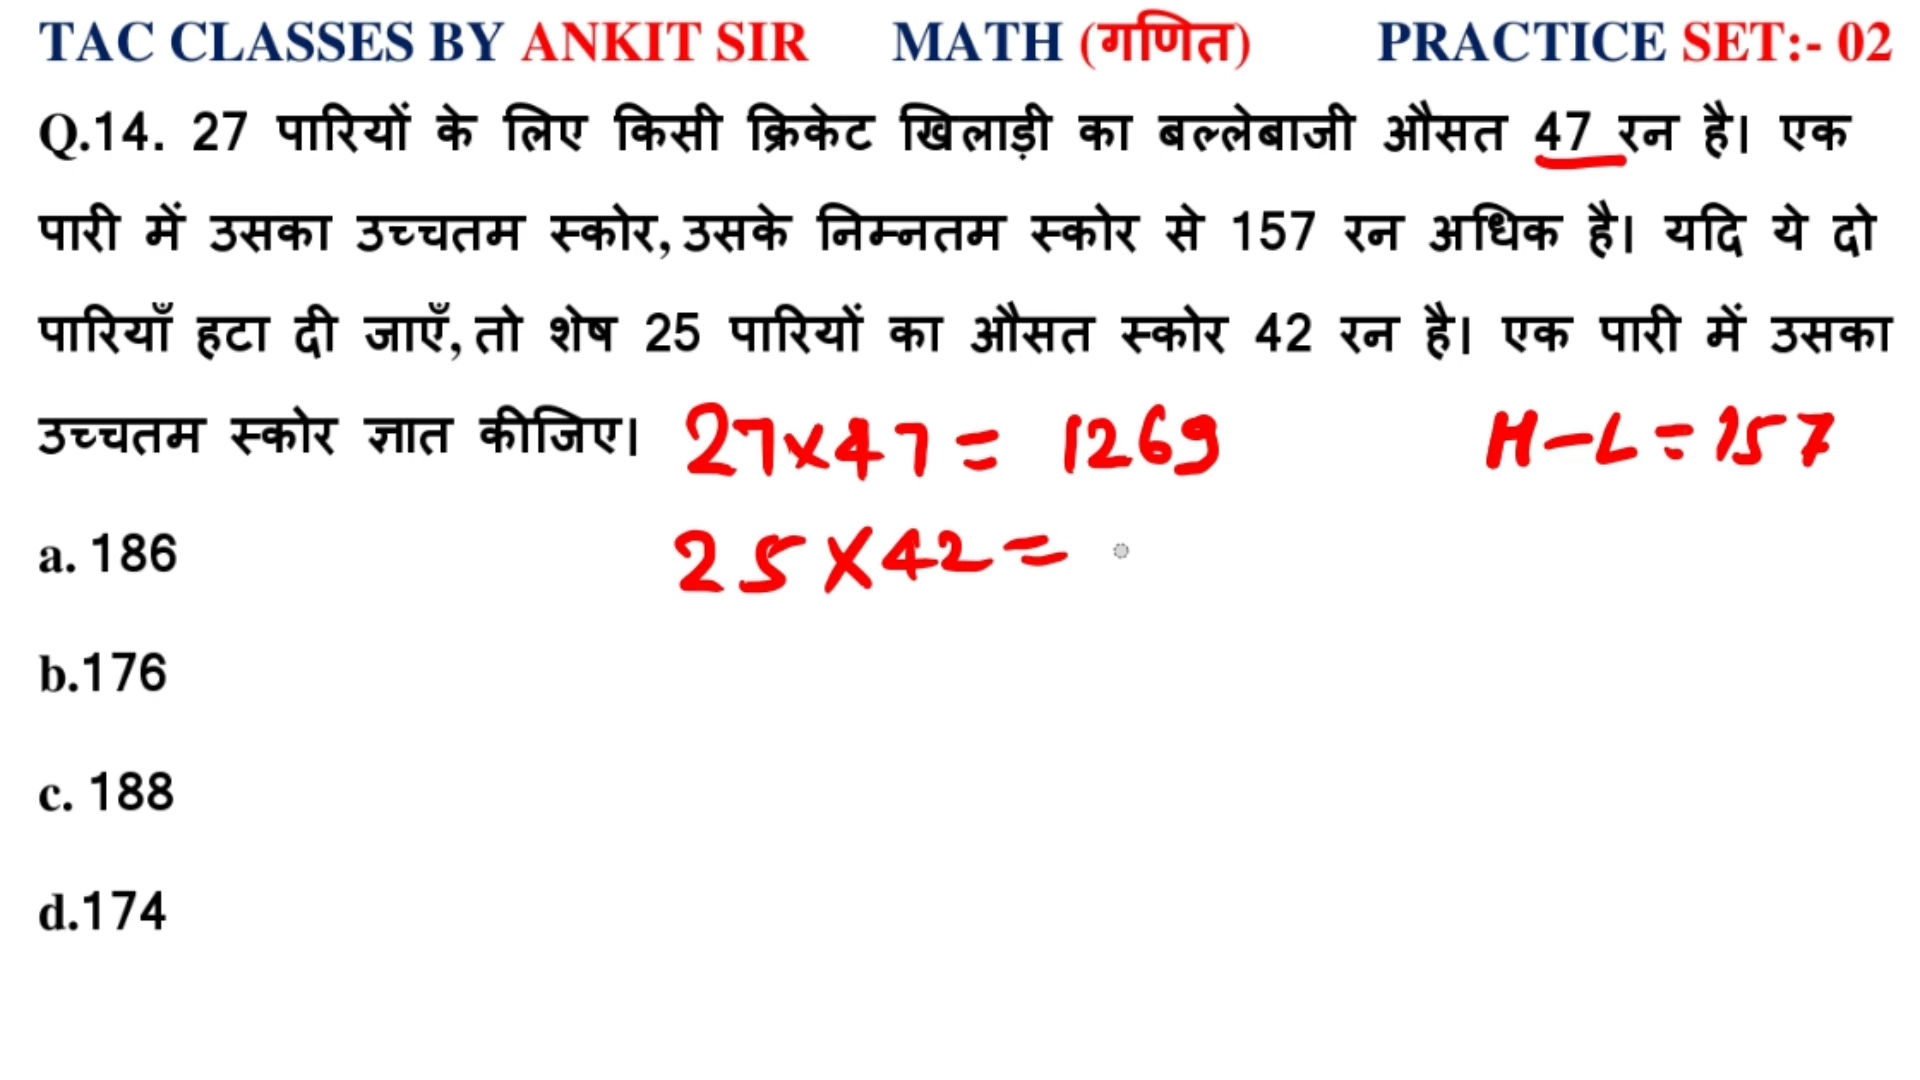 TAC CLASSES BY ANKIT SIR MATH (गणित) PRACTICE SET:- 02
Q.14. 27 पारियों के लिए किसी क्रिकेट खिलाड़ी का बल्लेबाजी औसत 47 रन है। एक
पारी में उसका उच्चतम स्कोर, उसके निम्नतम स्कोर से 157 रन अधिक है। यदि ये दो
पारियाँ हटा दी जाएँ, तो शेष 25 पारियों का औसत स्कोर 42 रन है। एक पारी में उसका
उच्चतम स्कोर ज्ञात कीजिए। 27×47= 1269 H-L=157
a. 186 25×42=
b.176
c. 188
d.174